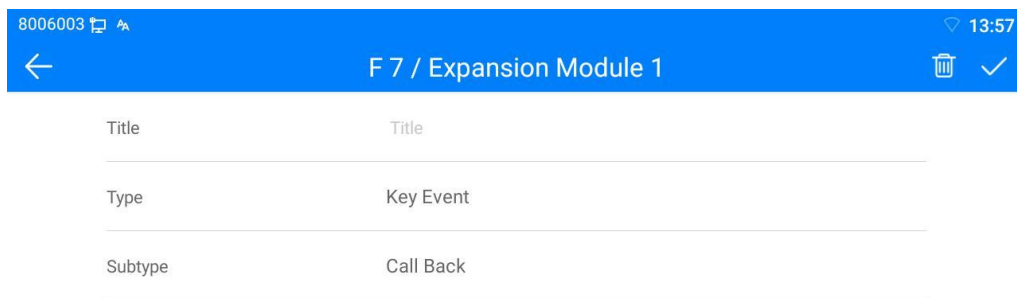 8006003 13:57
F 7 / Expansion Module 1
Title Title
Type Key Event
Subtype Call Back